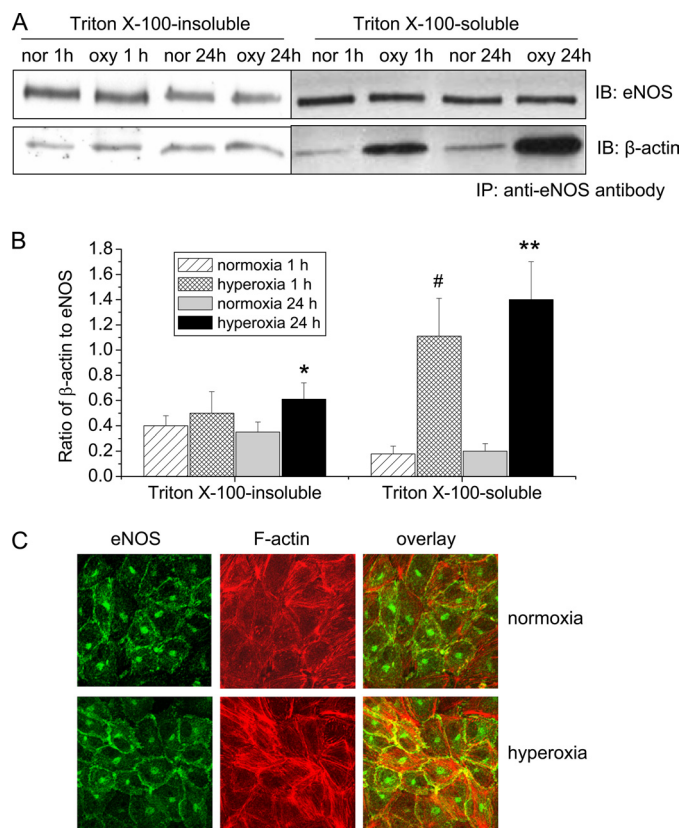 A
Triton X-100-insoluble
Triton X-100-soluble
nor 1h oxy 1 h nor 24h oxy 24h
nor 1h oxy 1h nor 24h oxy 24h
IB: eNOS
IB: β-actin
IP: anti-eNOS antibody
B
Ratio of β-actin to eNOS
1.8
1.6
1.4
1.2
1.0
0.8
0.6
0.4
0.2
0.0
normoxia 1 h
hyperoxia 1 h
normoxia 24 h
hyperoxia 24 h
*
#
**
Triton X-100-insoluble
Triton X-100-soluble
C
eNOS
F-actin
overlay
normoxia
hyperoxia